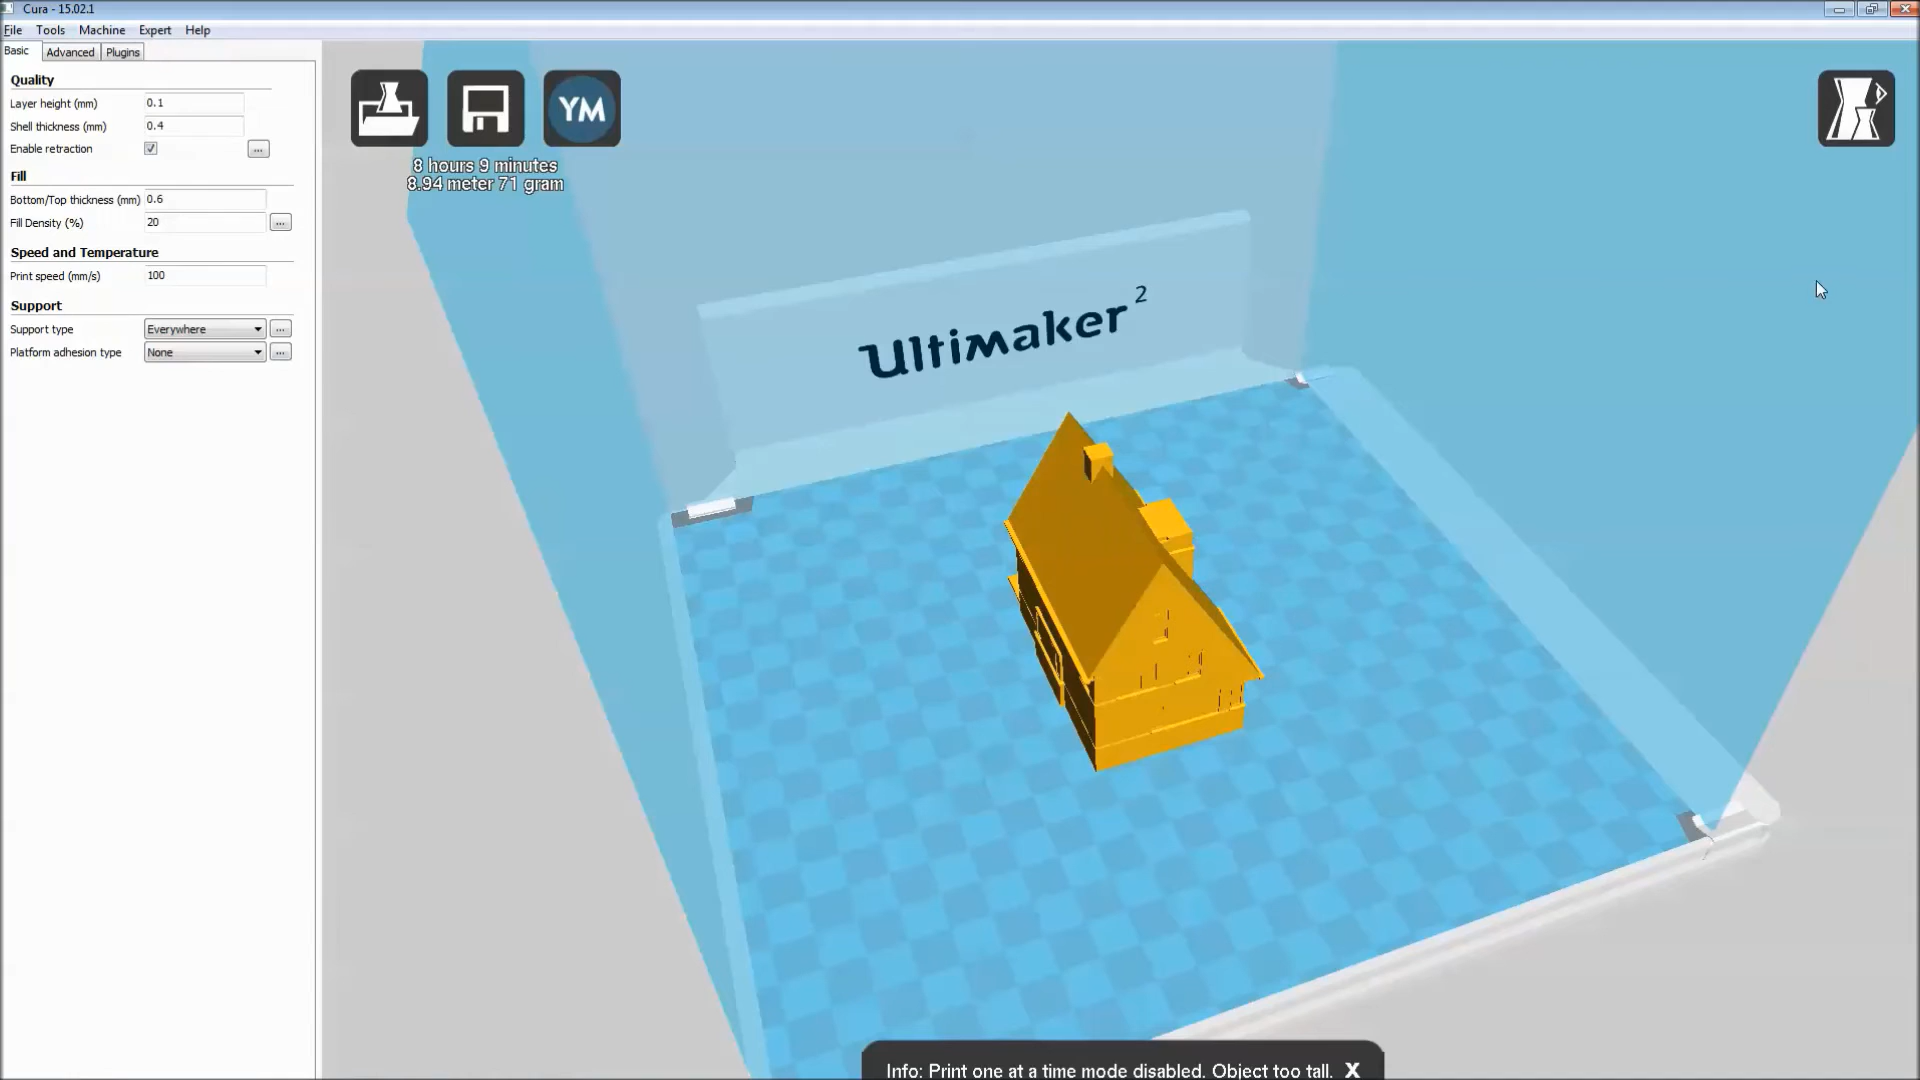 Cura - 15.02.1
File Tools Machine Expert Help
Basic Advanced Plugins
Quality
Layer height (mm) 0.1
Shell thickness (mm) 0.4
Enable retraction ...
Fill
Bottom/Top thickness (mm) 0.6
Fill Density (%) 20 ...
Speed and Temperature
Print speed (mm/s) 100
Support
Support type Everywhere ...
Platform adhesion type None ...
YM
8 hours 9 minutes
8.94 meter 71 gram
Ultimaker 2
Info: Print one at a time mode disabled. Object too tall. X